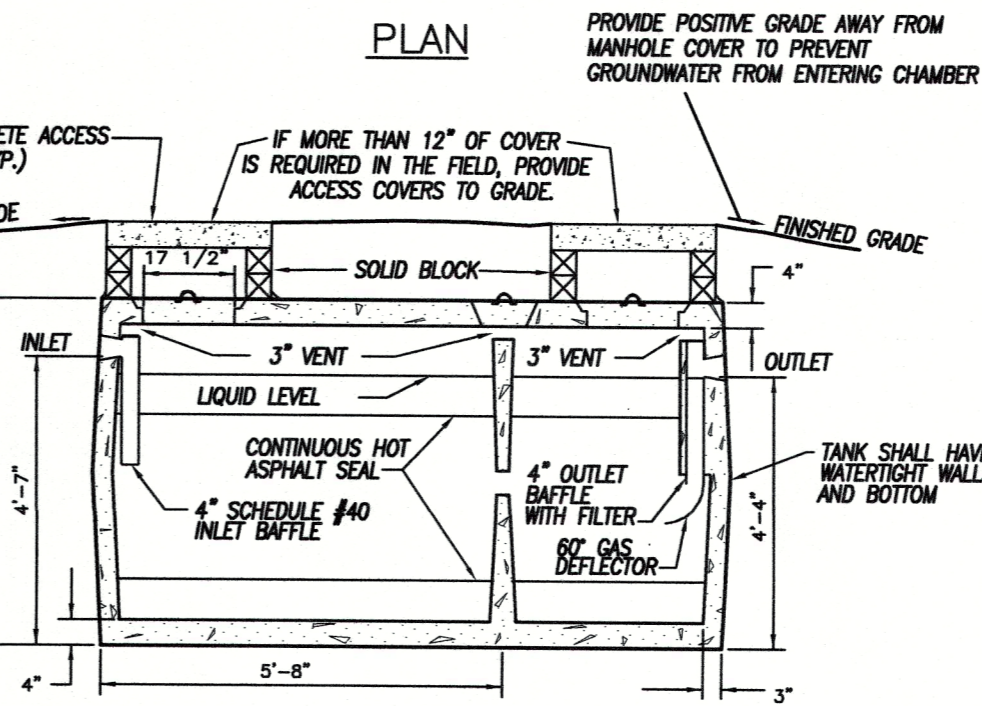 PLAN
PROVIDE POSITIVE GRADE AWAY FROM
MANHOLE COVER TO PREVENT
GROUNDWATER FROM ENTERING CHAMBER
ACCESS
IF MORE THAN 12" OF COVER
IS REQUIRED IN THE FIELD, PROVIDE
ACCESS COVERS TO GRADE.
FINISHED GRADE
17 1/2"
SOLID BLOCK
4"
INLET
3" VENT
3" VENT
OUTLET
LIQUID LEVEL
CONTINUOUS HOT
ASPHALT SEAL
4" SCHEDULE #40
INLET BAFFLE
4" OUTLET
BAFFLE
WITH FILTER
60° GAS
DEFLECTOR
TANK SHALL
WATERTIGHT
AND BOTTOM
4'-7"
4'-4"
4"
5'-8"
3"